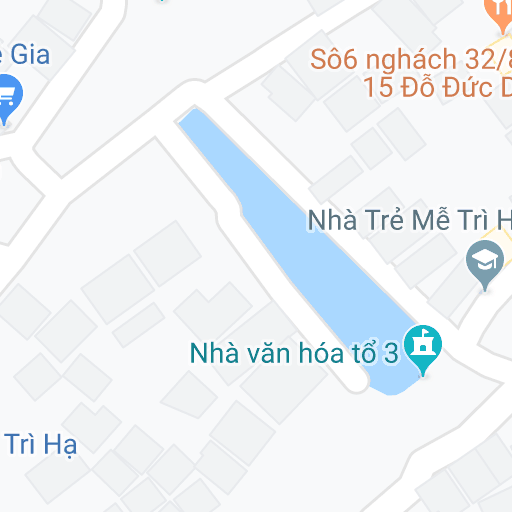 Gia
Sô6 nghách 32/8
15 Đỗ Đức D
Nhà Trẻ Mễ Trì H
Nhà văn hóa tổ 3
Trì Hạ